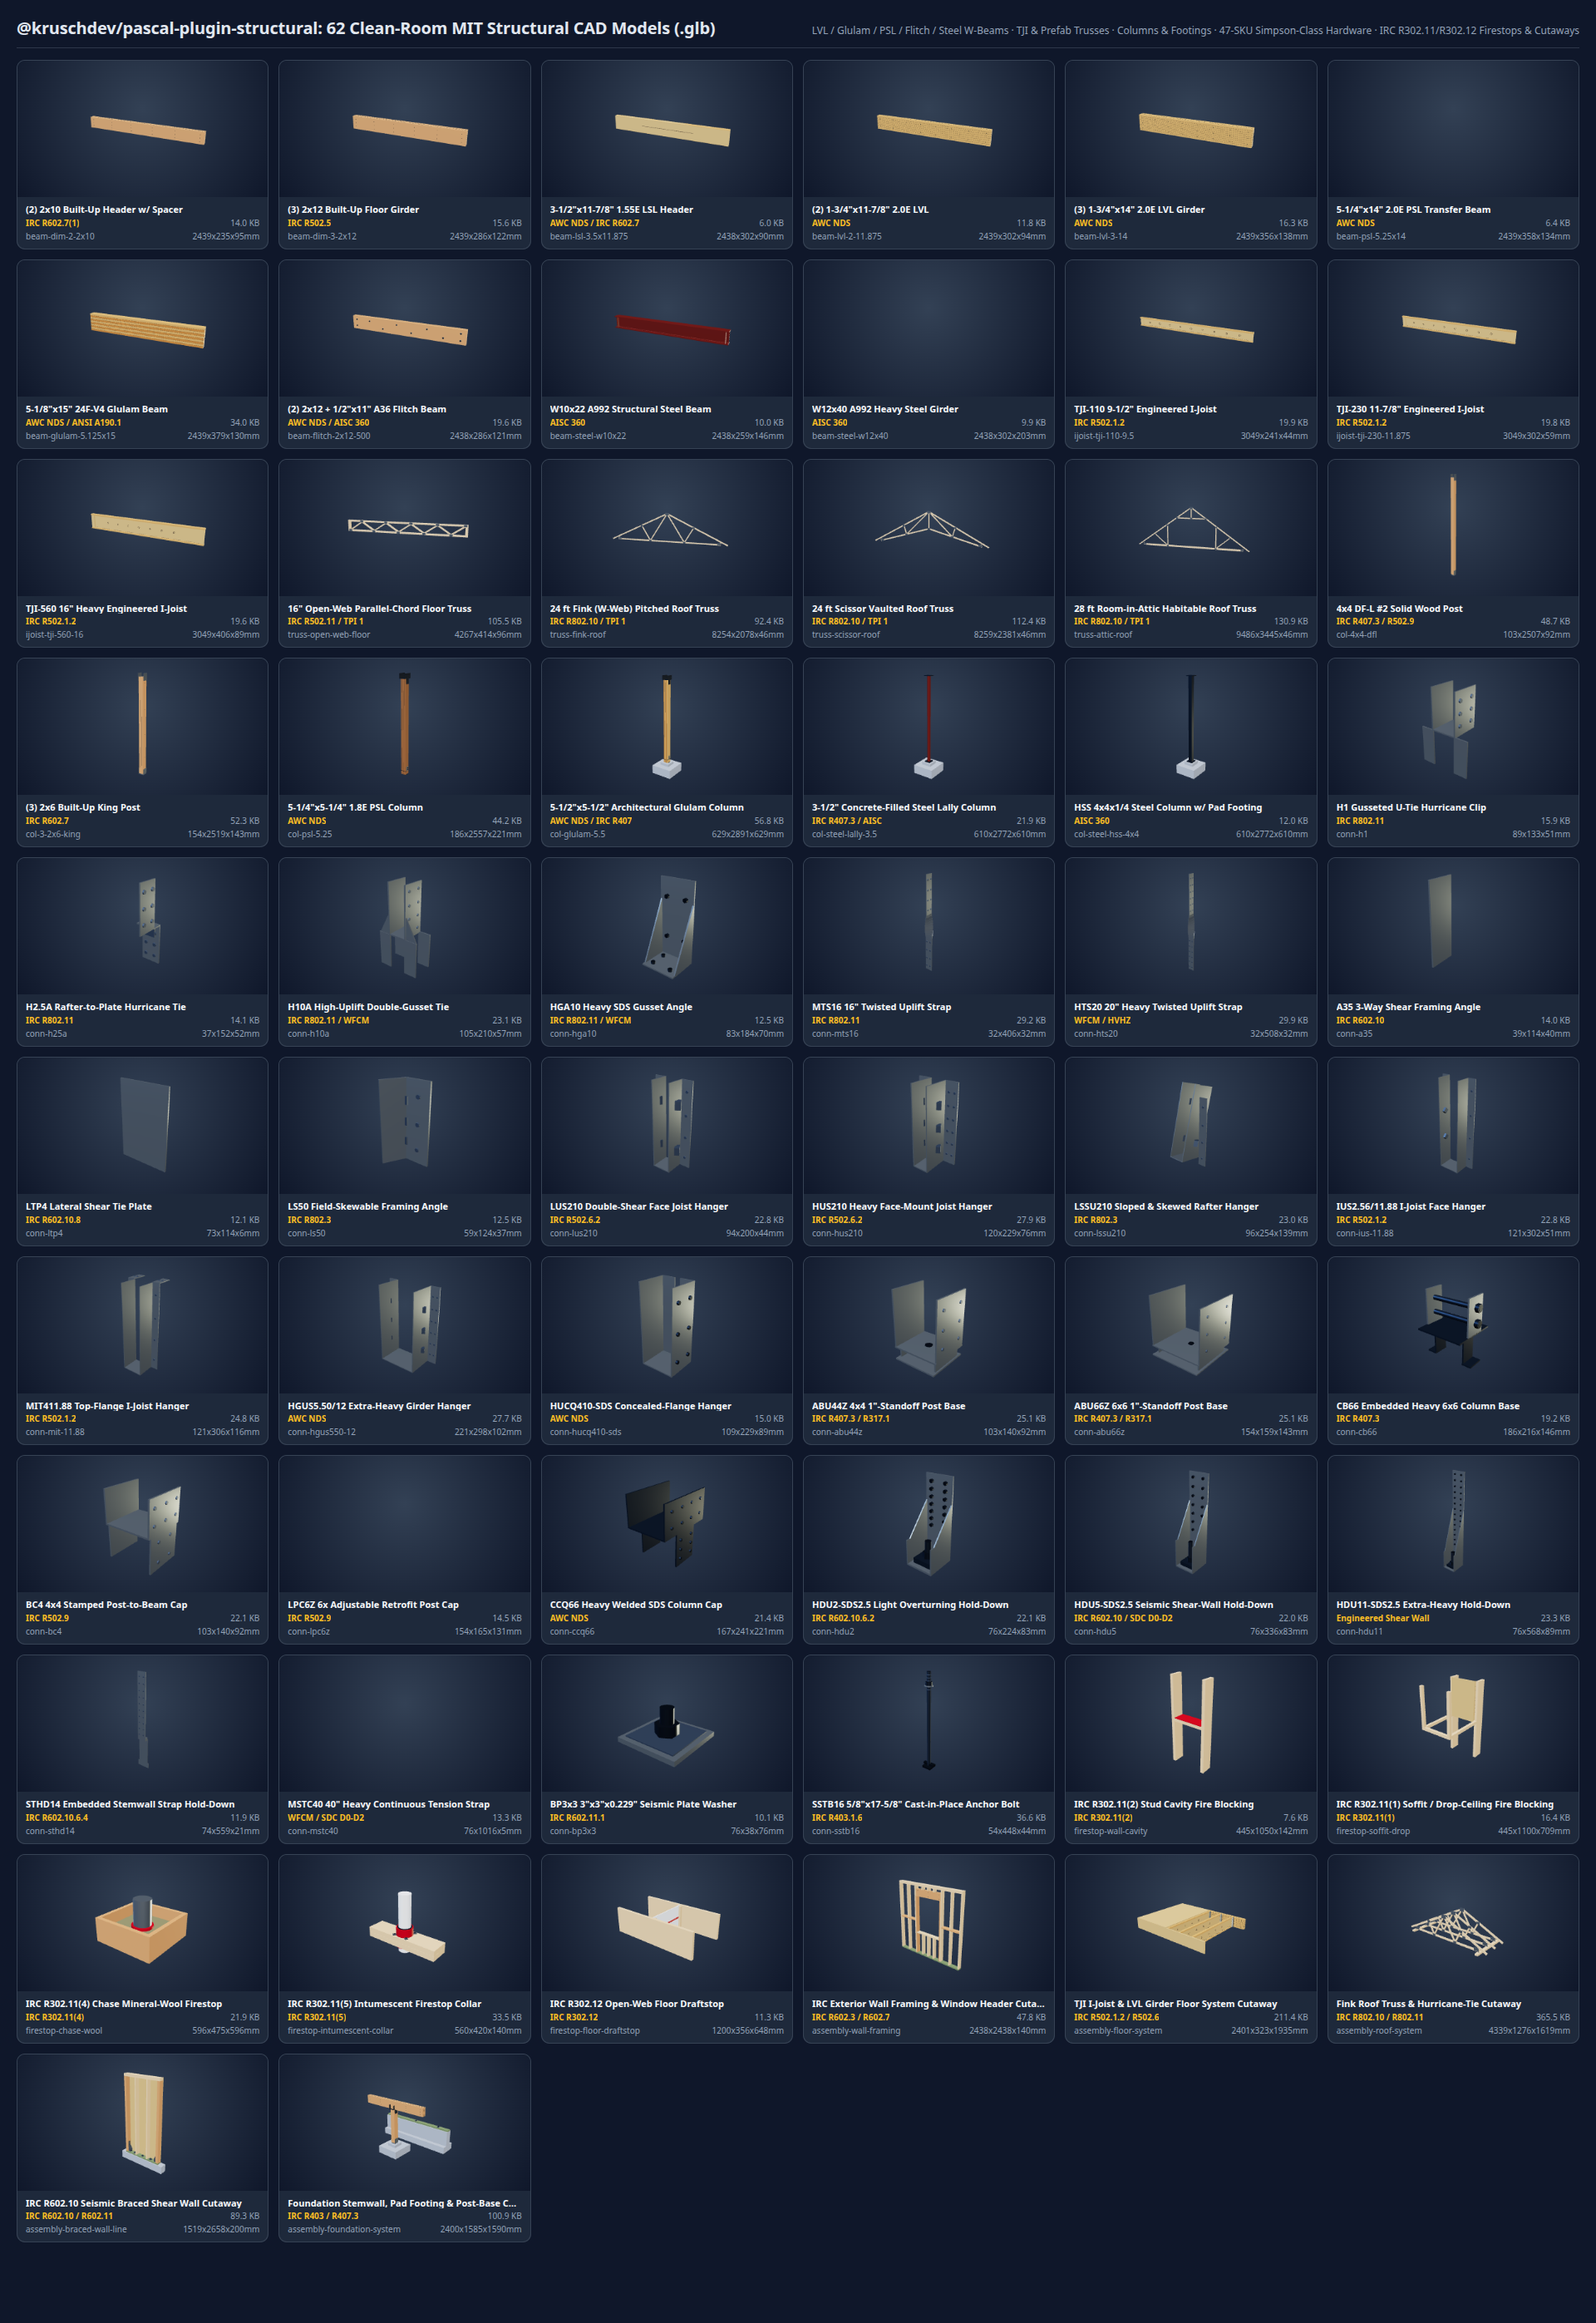 @kruschdev/pascal-plugin-structural: 62 Clean-Room MIT Structural CAD Models (.glb)
LVL / Glulam / PSL / Flitch / Steel W-Beams · TJI & Prefab Trusses · Columns & Footings · 47-SKU Simpson-Class Hardware · IRC R302.11/R302.12 Firestops & Cutaways
(2) 2x10 Built-Up Header w/ Spacer
IRC R602.7(1) 14.0 KB
beam-dim-2-2x10 2439x235x95mm
(3) 2x12 Built-Up Floor Girder
IRC R502.5 15.6 KB
beam-dim-3-2x12 2439x286x122mm
3-1/2"x11-7/8" 1.55E LSL Header
AWC NDS / IRC R602.7 6.0 KB
beam-lsl-3.5x11.875 2438x302x90mm
(2) 1-3/4"x11-7/8" 2.0E LVL
AWC NDS 11.8 KB
beam-lvl-2-11.875 2439x302x94mm
(3) 1-3/4"x14" 2.0E LVL Girder
AWC NDS 16.3 KB
beam-lvl-3-14 2439x356x138mm
5-1/4"x14" 2.0E PSL Transfer Beam
AWC NDS 6.4 KB
beam-psl-5.25x14 2439x358x134mm
5-1/8"x15" 24F-V4 Glulam Beam
AWC NDS / ANSI A190.1 34.0 KB
beam-glulam-5.125x15 2439x379x130mm
(2) 2x12 + 1/2"x11" A36 Flitch Beam
AWC NDS / AISC 360 19.6 KB
beam-flitch-2x12-500 2438x286x121mm
W10x22 A992 Structural Steel Beam
AISC 360 10.0 KB
beam-steel-w10x22 2438x259x146mm
W12x40 A992 Heavy Steel Girder
AISC 360 9.9 KB
beam-steel-w12x40 2438x302x203mm
TJI-110 9-1/2" Engineered I-Joist
IRC R502.1.2 19.9 KB
ijoist-tji-110-9.5 3049x241x44mm
TJI-230 11-7/8" Engineered I-Joist
IRC R502.1.2 19.8 KB
ijoist-tji-230-11.875 3049x302x59mm
TJI-560 16" Heavy Engineered I-Joist
IRC R502.1.2 19.6 KB
ijoist-tji-560-16 3049x406x89mm
16" Open-Web Parallel-Chord Floor Truss
IRC R502.11 / TPI 1 105.5 KB
truss-open-web-floor 4267x414x96mm
24 ft Fink (W-Web) Pitched Roof Truss
IRC R802.10 / TPI 1 92.4 KB
truss-fink-roof 8254x2078x46mm
24 ft Scissor Vaulted Roof Truss
IRC R802.10 / TPI 1 112.4 KB
truss-scissor-roof 8259x2381x46mm
28 ft Room-in-Attic Habitable Roof Truss
IRC R802.10 / TPI 1 130.9 KB
truss-attic-roof 9486x3445x46mm
4x4 DF-L #2 Solid Wood Post
IRC R407.3 / R502.9 48.7 KB
col-4x4-dfl 103x2507x92mm
(3) 2x6 Built-Up King Post
IRC R602.7 52.3 KB
col-3-2x6-king 154x2519x143mm
5-1/4"x5-1/4" 1.8E PSL Column
AWC NDS 44.2 KB
col-psl-5.25 186x2557x221mm
5-1/2"x5-1/2" Architectural Glulam Column
AWC NDS / IRC R407 56.8 KB
col-glulam-5.5 629x2891x629mm
3-1/2" Concrete-Filled Steel Lally Column
IRC R407.3 / AISC 21.9 KB
col-steel-lally-3.5 610x2772x610mm
HSS 4x4x1/4 Steel Column w/ Pad Footing
AISC 360 12.0 KB
col-steel-hss-4x4 610x2772x610mm
H1 Gusseted U-Tie Hurricane Clip
IRC R802.11 15.9 KB
conn-h1 89x133x51mm
H2.5A Rafter-to-Plate Hurricane Tie
IRC R802.11 14.1 KB
conn-h25a 37x152x52mm
H10A High-Uplift Double-Gusset Tie
IRC R802.11 / WFCM 23.1 KB
conn-h10a 105x210x57mm
HGA10 Heavy SDS Gusset Angle
IRC R802.11 / WFCM 12.5 KB
conn-hga10 83x184x70mm
MTS16 16" Twisted Uplift Strap
IRC R802.11 29.2 KB
conn-mts16 32x406x32mm
HTS20 20" Heavy Twisted Uplift Strap
WFCM / HVHZ 29.9 KB
conn-hts20 32x508x32mm
A35 3-Way Shear Framing Angle
IRC R602.10 14.0 KB
conn-a35 39x114x40mm
LTP4 Lateral Shear Tie Plate
IRC R602.10.8 12.1 KB
conn-ltp4 73x114x6mm
LS50 Field-Skewable Framing Angle
IRC R802.3 12.5 KB
conn-ls50 59x124x37mm
LUS210 Double-Shear Face Joist Hanger
IRC R502.6.2 22.8 KB
conn-lus210 94x200x44mm
HUS210 Heavy Face-Mount Joist Hanger
IRC R502.6.2 27.9 KB
conn-hus210 120x229x76mm
LSSU210 Sloped & Skewed Rafter Hanger
IRC R802.3 23.0 KB
conn-lssu210 96x254x139mm
IUS2.56/11.88 I-Joist Face Hanger
IRC R502.1.2 22.8 KB
conn-ius-11.88 121x302x51mm
MIT411.88 Top-Flange I-Joist Hanger
IRC R502.1.2 24.8 KB
conn-mit-11.88 121x306x116mm
HGUS5.50/12 Extra-Heavy Girder Hanger
AWC NDS 27.7 KB
conn-hgus550-12 221x298x102mm
HUCQ410-SDS Concealed-Flange Hanger
AWC NDS 15.0 KB
conn-hucq410-sds 109x229x89mm
ABU44Z 4x4 1"-Standoff Post Base
IRC R407.3 / R317.1 25.1 KB
conn-abu44z 103x140x92mm
ABU66Z 6x6 1"-Standoff Post Base
IRC R407.3 / R317.1 25.1 KB
conn-abu66z 154x159x143mm
CB66 Embedded Heavy 6x6 Column Base
IRC R407.3 19.2 KB
conn-cb66 186x216x146mm
BC4 4x4 Stamped Post-to-Beam Cap
IRC R502.9 22.1 KB
conn-bc4 103x140x92mm
LPC6Z 6x Adjustable Retrofit Post Cap
IRC R502.9 14.5 KB
conn-lpc6z 154x165x131mm
CCQ66 Heavy Welded SDS Column Cap
AWC NDS 21.4 KB
conn-ccq66 167x241x221mm
HDU2-SDS2.5 Light Overturning Hold-Down
IRC R602.10.6.2 22.1 KB
conn-hdu2 76x224x83mm
HDU5-SDS2.5 Seismic Shear-Wall Hold-Down
IRC R602.10 / SDC D0-D2 22.0 KB
conn-hdu5 76x336x83mm
HDU11-SDS2.5 Extra-Heavy Hold-Down
Engineered Shear Wall 23.3 KB
conn-hdu11 76x568x89mm
STHD14 Embedded Stemwall Strap Hold-Down
IRC R602.10.6.4 11.9 KB
conn-sthd14 74x559x21mm
MSTC40 40" Heavy Continuous Tension Strap
WFCM / SDC D0-D2 13.3 KB
conn-mstc40 76x1016x5mm
BP3x3 3"x3"x0.229" Seismic Plate Washer
IRC R602.11.1 10.1 KB
conn-bp3x3 76x38x76mm
SSTB16 5/8"x17-5/8" Cast-in-Place Anchor Bolt
IRC R403.1.6 36.6 KB
conn-sstb16 54x448x44mm
IRC R302.11(2) Stud Cavity Fire Blocking
IRC R302.11(2) 7.6 KB
firestop-wall-cavity 445x1050x142mm
IRC R302.11(1) Soffit / Drop-Ceiling Fire Blocking
IRC R302.11(1) 16.4 KB
firestop-soffit-drop 445x1100x709mm
IRC R302.11(4) Chase Mineral-Wool Firestop
IRC R302.11(4) 21.9 KB
firestop-chase-wool 596x475x596mm
IRC R302.11(5) Intumescent Firestop Collar
IRC R302.11(5) 33.5 KB
firestop-intumescent-collar 560x420x140mm
IRC R302.12 Open-Web Floor Draftstop
IRC R302.12 11.3 KB
firestop-floor-draftstop 1200x356x648mm
IRC Exterior Wall Framing & Window Header Cuta...
IRC R602.3 / R602.7 47.8 KB
assembly-wall-framing 2438x2438x140mm
TJI I-Joist & LVL Girder Floor System Cutaway
IRC R502.1.2 / R502.6 211.4 KB
assembly-floor-system 2401x323x1935mm
Fink Roof Truss & Hurricane-Tie Cutaway
IRC R802.10 / R802.11 365.5 KB
assembly-roof-system 4339x1276x1619mm
IRC R602.10 Seismic Braced Shear Wall Cutaway
IRC R602.10 / R602.11 89.3 KB
assembly-braced-wall-line 1519x2658x200mm
Foundation Stemwall, Pad Footing & Post-Base C...
IRC R403 / R407.3 100.9 KB
assembly-foundation-system 2400x1585x1590mm